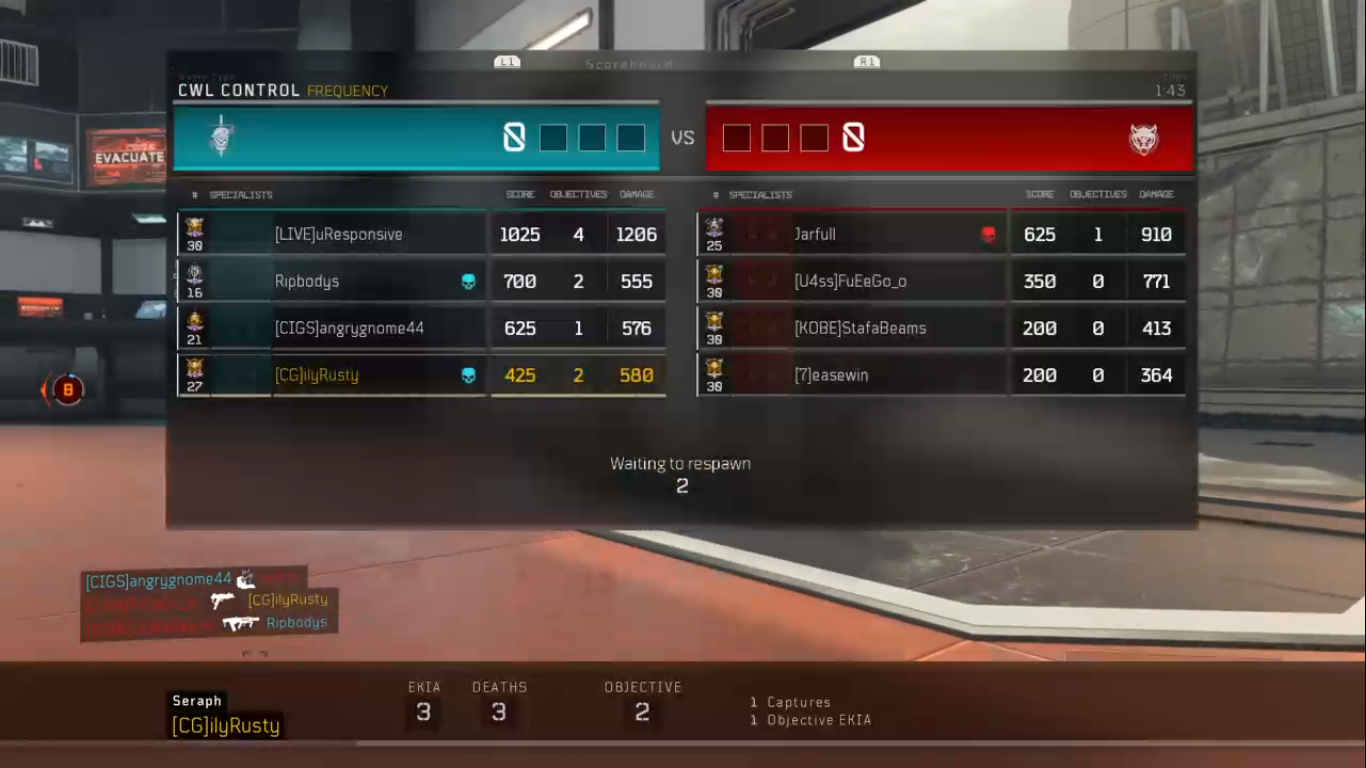 L1 Scoreboard R1
Game Type
CWL CONTROL FREQUENCY
Time
1:43
EVACUATE
0 VS 0
# SPECIALISTS SCORE OBJECTIVES DAMAGE
30 [LIVE]uResponsive 1025 4 1206
16 Ripbodys 700 2 555
21 [CIGS]angrygnome44 625 1 576
27 [CG]ilyRusty 425 2 580
# SPECIALISTS SCORE OBJECTIVES DAMAGE
25 Jarfull 625 1 910
30 [U4ss]FuEeGo_o 350 0 771
30 [KOBE]StafaBeams 200 0 413
30 [7]easewin 200 0 364
B
Waiting to respawn
2
[CIGS]angrygnome44
[CG]ilyRusty
Ripbodys
Seraph
[CG]ilyRusty
EKIA DEATHS OBJECTIVE
3 3 2
1 Captures
1 Objective EKIA